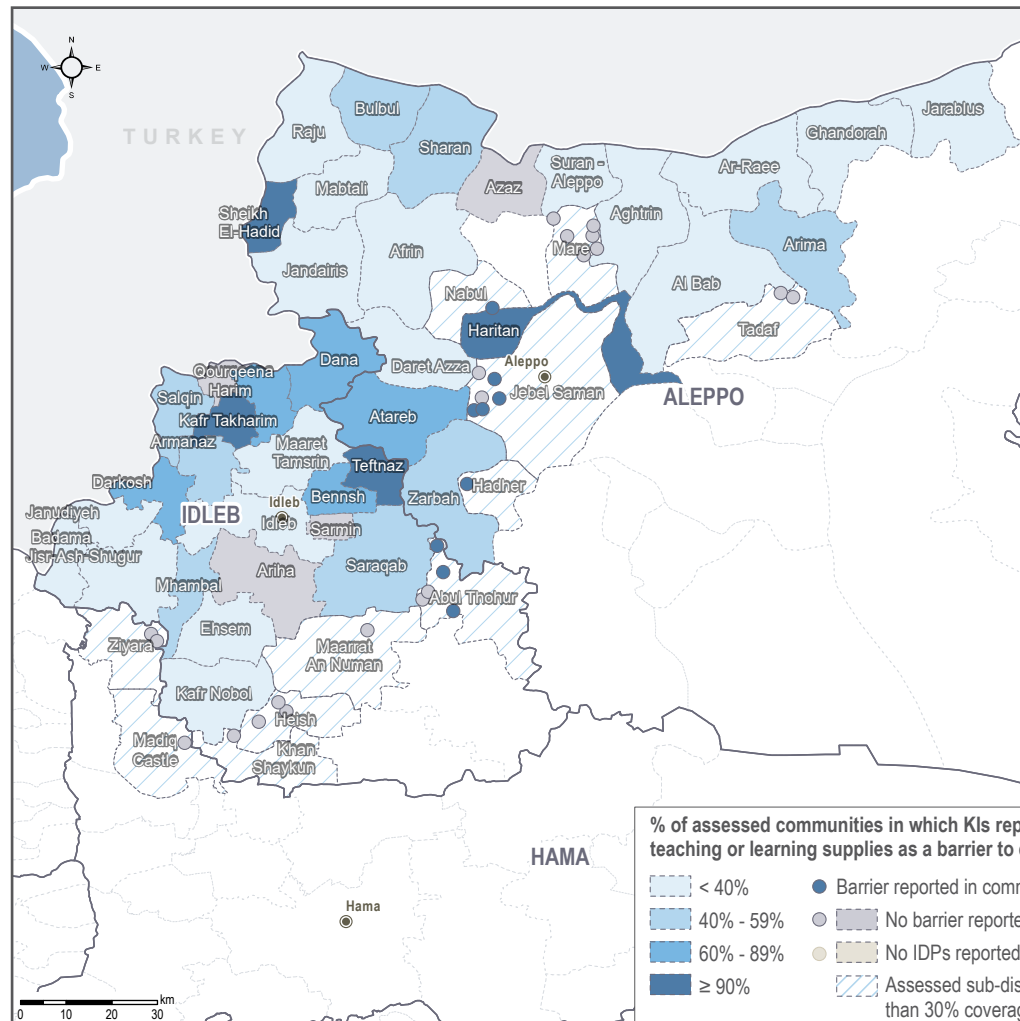 N
W E
S
TURKEY
Bulbul
Raju
Sharan
Jarablus
Ghandorah
Ar-Raee
Suran -
Aleppo
Azaz
Mabtali
Aghtrin
Sheikh
El-Hadid
Afrin
Mare
Arima
Jandairis
Al Bab
Nabul
Haritan
Tadaf
Dana
Daret Azza
Aleppo
Jebel Saman
ALEPPO
Qourqeena
Harim
Salqin
Kafr Takharim
Atareb
Armanaz
Maaret
Tamsrin
Teftnaz
Darkosh
Bennsh
Zarbah
Hadher
Idleb
IDLEB
Idleb
Sarmin
Janudiyeh
Badama
Jisr-Ash-Shugur
Ariha
Saraqab
Mhambal
Abul Thohur
Ehsem
Ziyara
Maarrat
An Numan
Kafr Nobol
Heish
Madiq
Castle
Khan
Shaykun
HAMA
Hama
% of assessed communities in which KIs rep
teaching or learning supplies as a barrier to
< 40%
Barrier reported in comm
40% - 59%
No barrier reporte
60% - 89%
No IDPs reported
≥ 90%
Assessed sub-dis
than 30% coverag
km
0 10 20 30